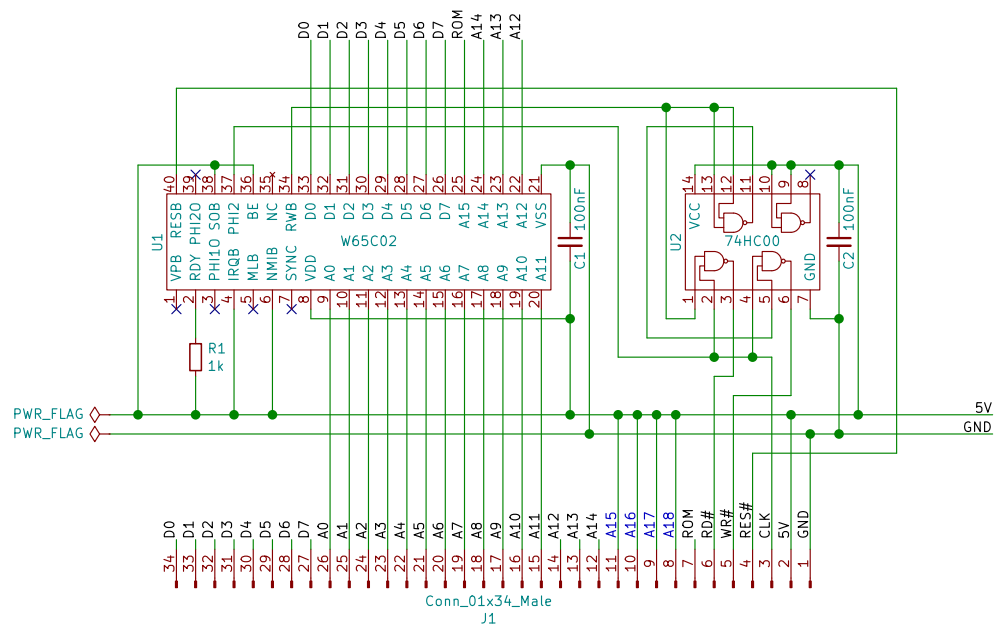 D0 D1 D2 D3 D4 D5 D6 D7 ROM A14 A13 A12
40 39 38 37 36 35 34 33 32 31 30 29 28 27 26 25 24 23 22 21
RESB PHI2O SOB PHI2 BE NC RWB D0 D1 D2 D3 D4 D5 D6 D7 A15 A14 A13 A12 VSS
U1
W65C02
VPB RDY PHI1O IRQB MLB NMIB SYNC VDD A0 A1 A2 A3 A4 A5 A6 A7 A8 A9 A10 A11
1 2 3 4 5 6 7 8 9 10 11 12 13 14 15 16 17 18 19 20
C1
100nF
14 13 12 11 10 9 8
VCC
U2
74HC00
GND
1 2 3 4 5 6 7
C2
100nF
R1
1k
PWR_FLAG
5V
PWR_FLAG
GND
D0 D1 D2 D3 D4 D5 D6 D7 A0 A1 A2 A3 A4 A5 A6 A7 A8 A9 A10 A11 A12 A13 A14 A15 A16 A17 A18 ROM RD# WR# RES# CLK 5V GND
34 33 32 31 30 29 28 27 26 25 24 23 22 21 20 19 18 17 16 15 14 13 12 11 10 9 8 7 6 5 4 3 2 1
Conn_01x34_Male
J1